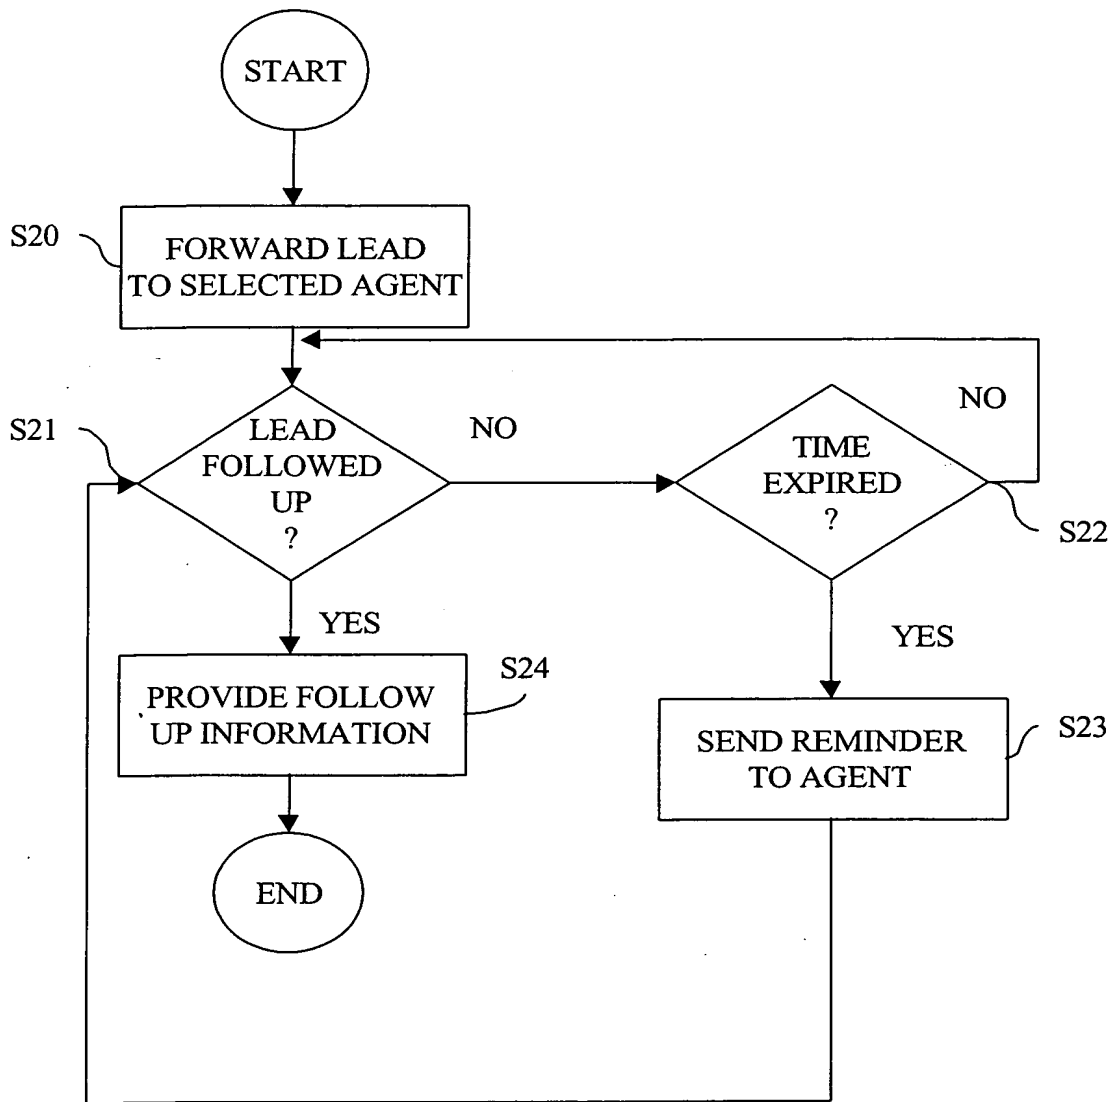 START
S20
FORWARD LEAD
TO SELECTED AGENT
S21
LEAD
FOLLOWED
UP
?
NO
TIME
EXPIRED
?
NO
S22
YES
PROVIDE FOLLOW
UP INFORMATION
S24
YES
SEND REMINDER
TO AGENT
S23
END